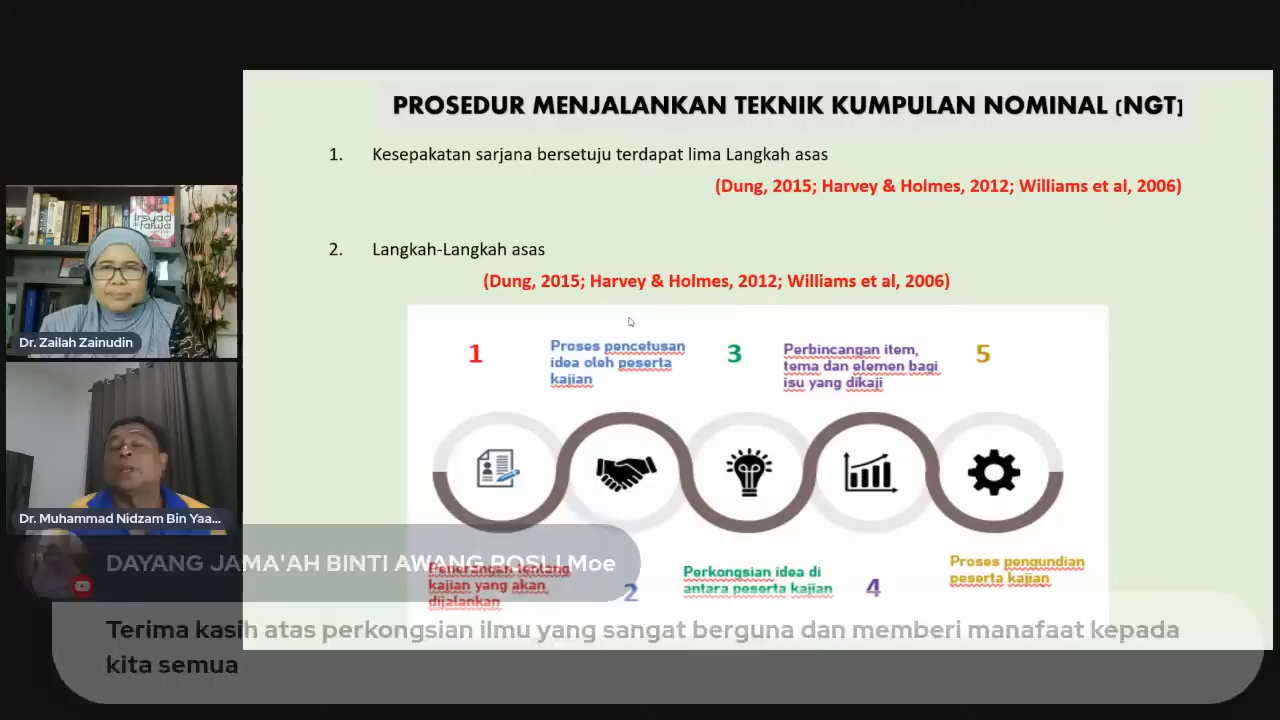 PROSEDUR MENJALANKAN TEKNIK KUMPULAN NOMINAL (NGT]
1. Kesepakatan sarjana bersetuju terdapat lima Langkah asas
(Dung, 2015; Harvey & Holmes, 2012; Williams et al, 2006)
2. Langkah-Langkah asas
(Dung, 2015; Harvey & Holmes, 2012; Williams et al, 2006)
1
Proses pencetusan
idea oleh peserta
kajian
3
Perbincangan item,
tema dan elemen bagi
isu yang dikaji
5
Penerangan tentang
kajian yang akan
dijalankan
2
Perkongsian idea di
antara peserta kajian
4
Proses pengundian
peserta kajian
Irsyad
fatwa
Dr. Zailah Zainudin
Dr. Muhammad Nidzam Bin Yaa...
DAYANG JAMA'AH BINTI AWANG ROSLI Moe
Terima kasih atas perkongsian ilmu yang sangat berguna dan memberi manafaat kepada
kita semua